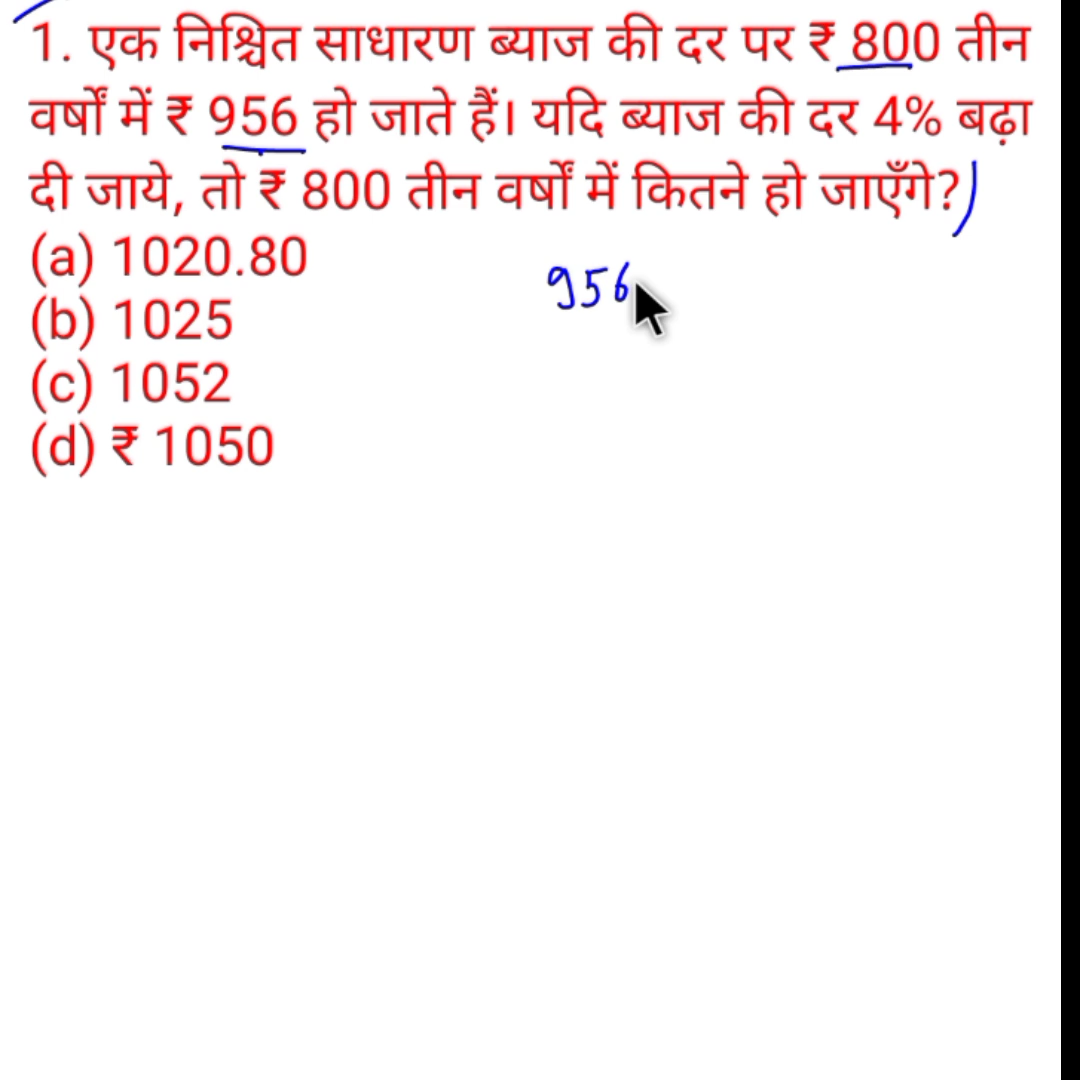 1. एक निश्चित साधारण ब्याज की दर पर ₹ 800 तीन
वर्षों में ₹ 956 हो जाते हैं। यदि ब्याज की दर 4% बढ़ा
दी जाये, तो ₹ 800 तीन वर्षों में कितने हो जाएँगे?
(a) 1020.80
(b) 1025
(c) 1052
(d) ₹ 1050
956